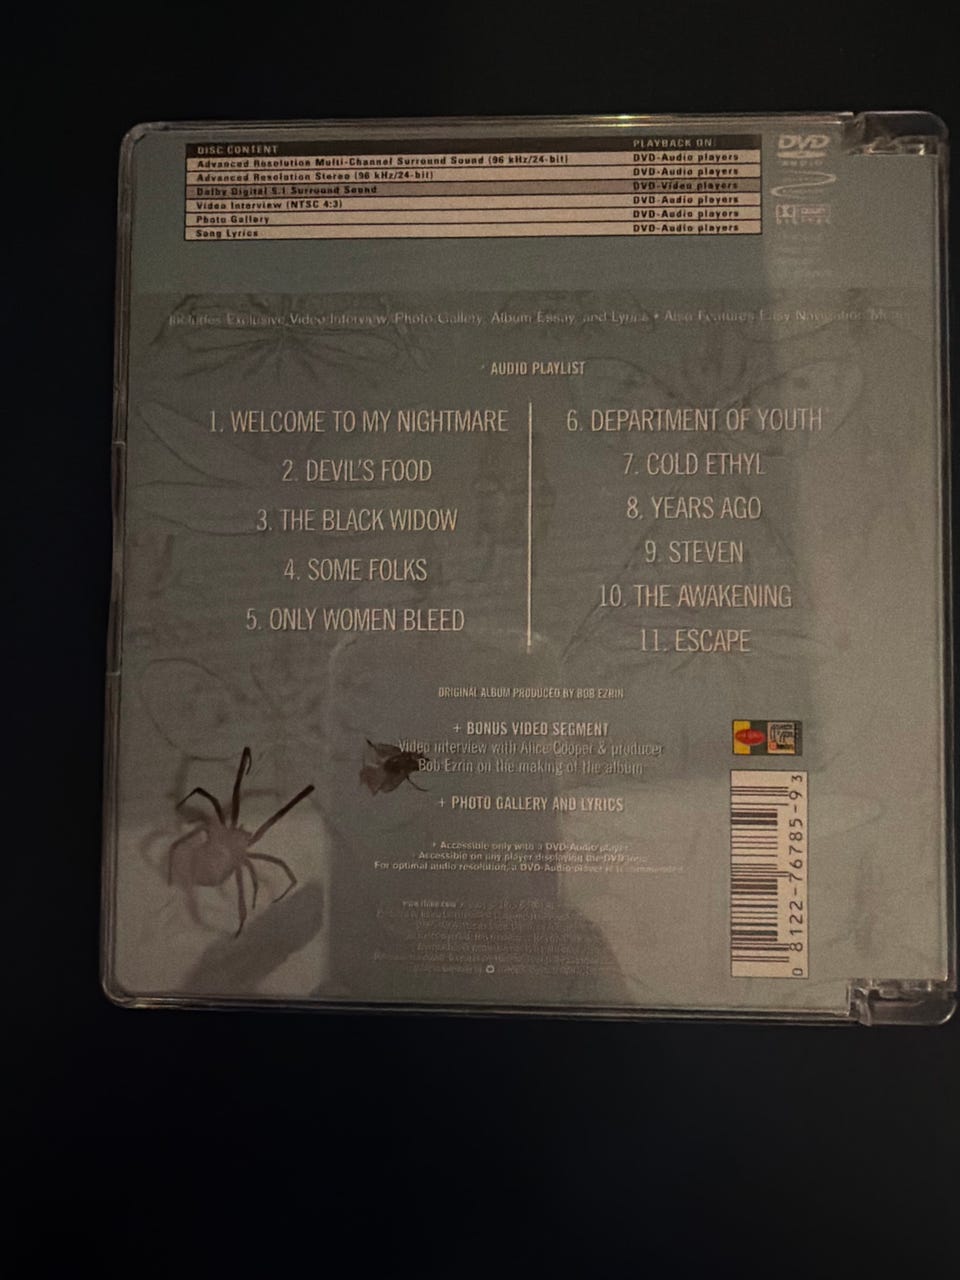 DISC CONTENT PLAYBACK ON:
Advanced Resolution Multi-Channel Surround Sound (96 kHz/24-bit) DVD-Audio players
Advanced Resolution Stereo (96 kHz/24-bit) DVD-Audio players
Dolby Digital 5.1 Surround Sound DVD-Video players
Video Interview (NTSC 4:3) DVD-Audio players
Photo Gallery DVD-Audio players
Song Lyrics DVD-Audio players
DVD
AUDIO
Includes Exclusive Video Interview, Photo Gallery, Album Essay, and Lyrics • Also Features Easy Navigation
AUDIO PLAYLIST
1. WELCOME TO MY NIGHTMARE
2. DEVIL'S FOOD
3. THE BLACK WIDOW
4. SOME FOLKS
5. ONLY WOMEN BLEED
6. DEPARTMENT OF YOUTH
7. COLD ETHYL
8. YEARS AGO
9. STEVEN
10. THE AWAKENING
11. ESCAPE
ORIGINAL ALBUM PRODUCED BY BOB EZRIN
+ BONUS VIDEO SEGMENT
Video interview with Alice Cooper & producer
Bob Ezrin on the making of the album
+ PHOTO GALLERY AND LYRICS
Accessible only with a DVD-Audio player
Accessible on any player displaying the DVD logo
For optimal audio resolution, a DVD-Audio player is recommended
0 8122-76785-93